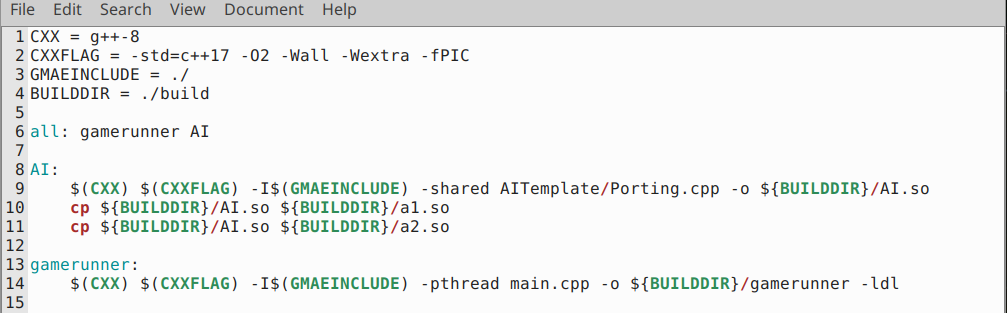 File Edit Search View Document Help
1 CXX = g++-8
2 CXXFLAG = -std=c++17 -O2 -Wall -Wextra -fPIC
3 GMAEINCLUDE = ./
4 BUILDDIR = ./build
5
6 all: gamerunner AI
7
8 AI:
9     $(CXX) $(CXXFLAG) -I$(GMAEINCLUDE) -shared AITemplate/Porting.cpp -o ${BUILDDIR}/AI.so
10     cp ${BUILDDIR}/AI.so ${BUILDDIR}/a1.so
11     cp ${BUILDDIR}/AI.so ${BUILDDIR}/a2.so
12
13 gamerunner:
14     $(CXX) $(CXXFLAG) -I$(GMAEINCLUDE) -pthread main.cpp -o ${BUILDDIR}/gamerunner -ldl
15